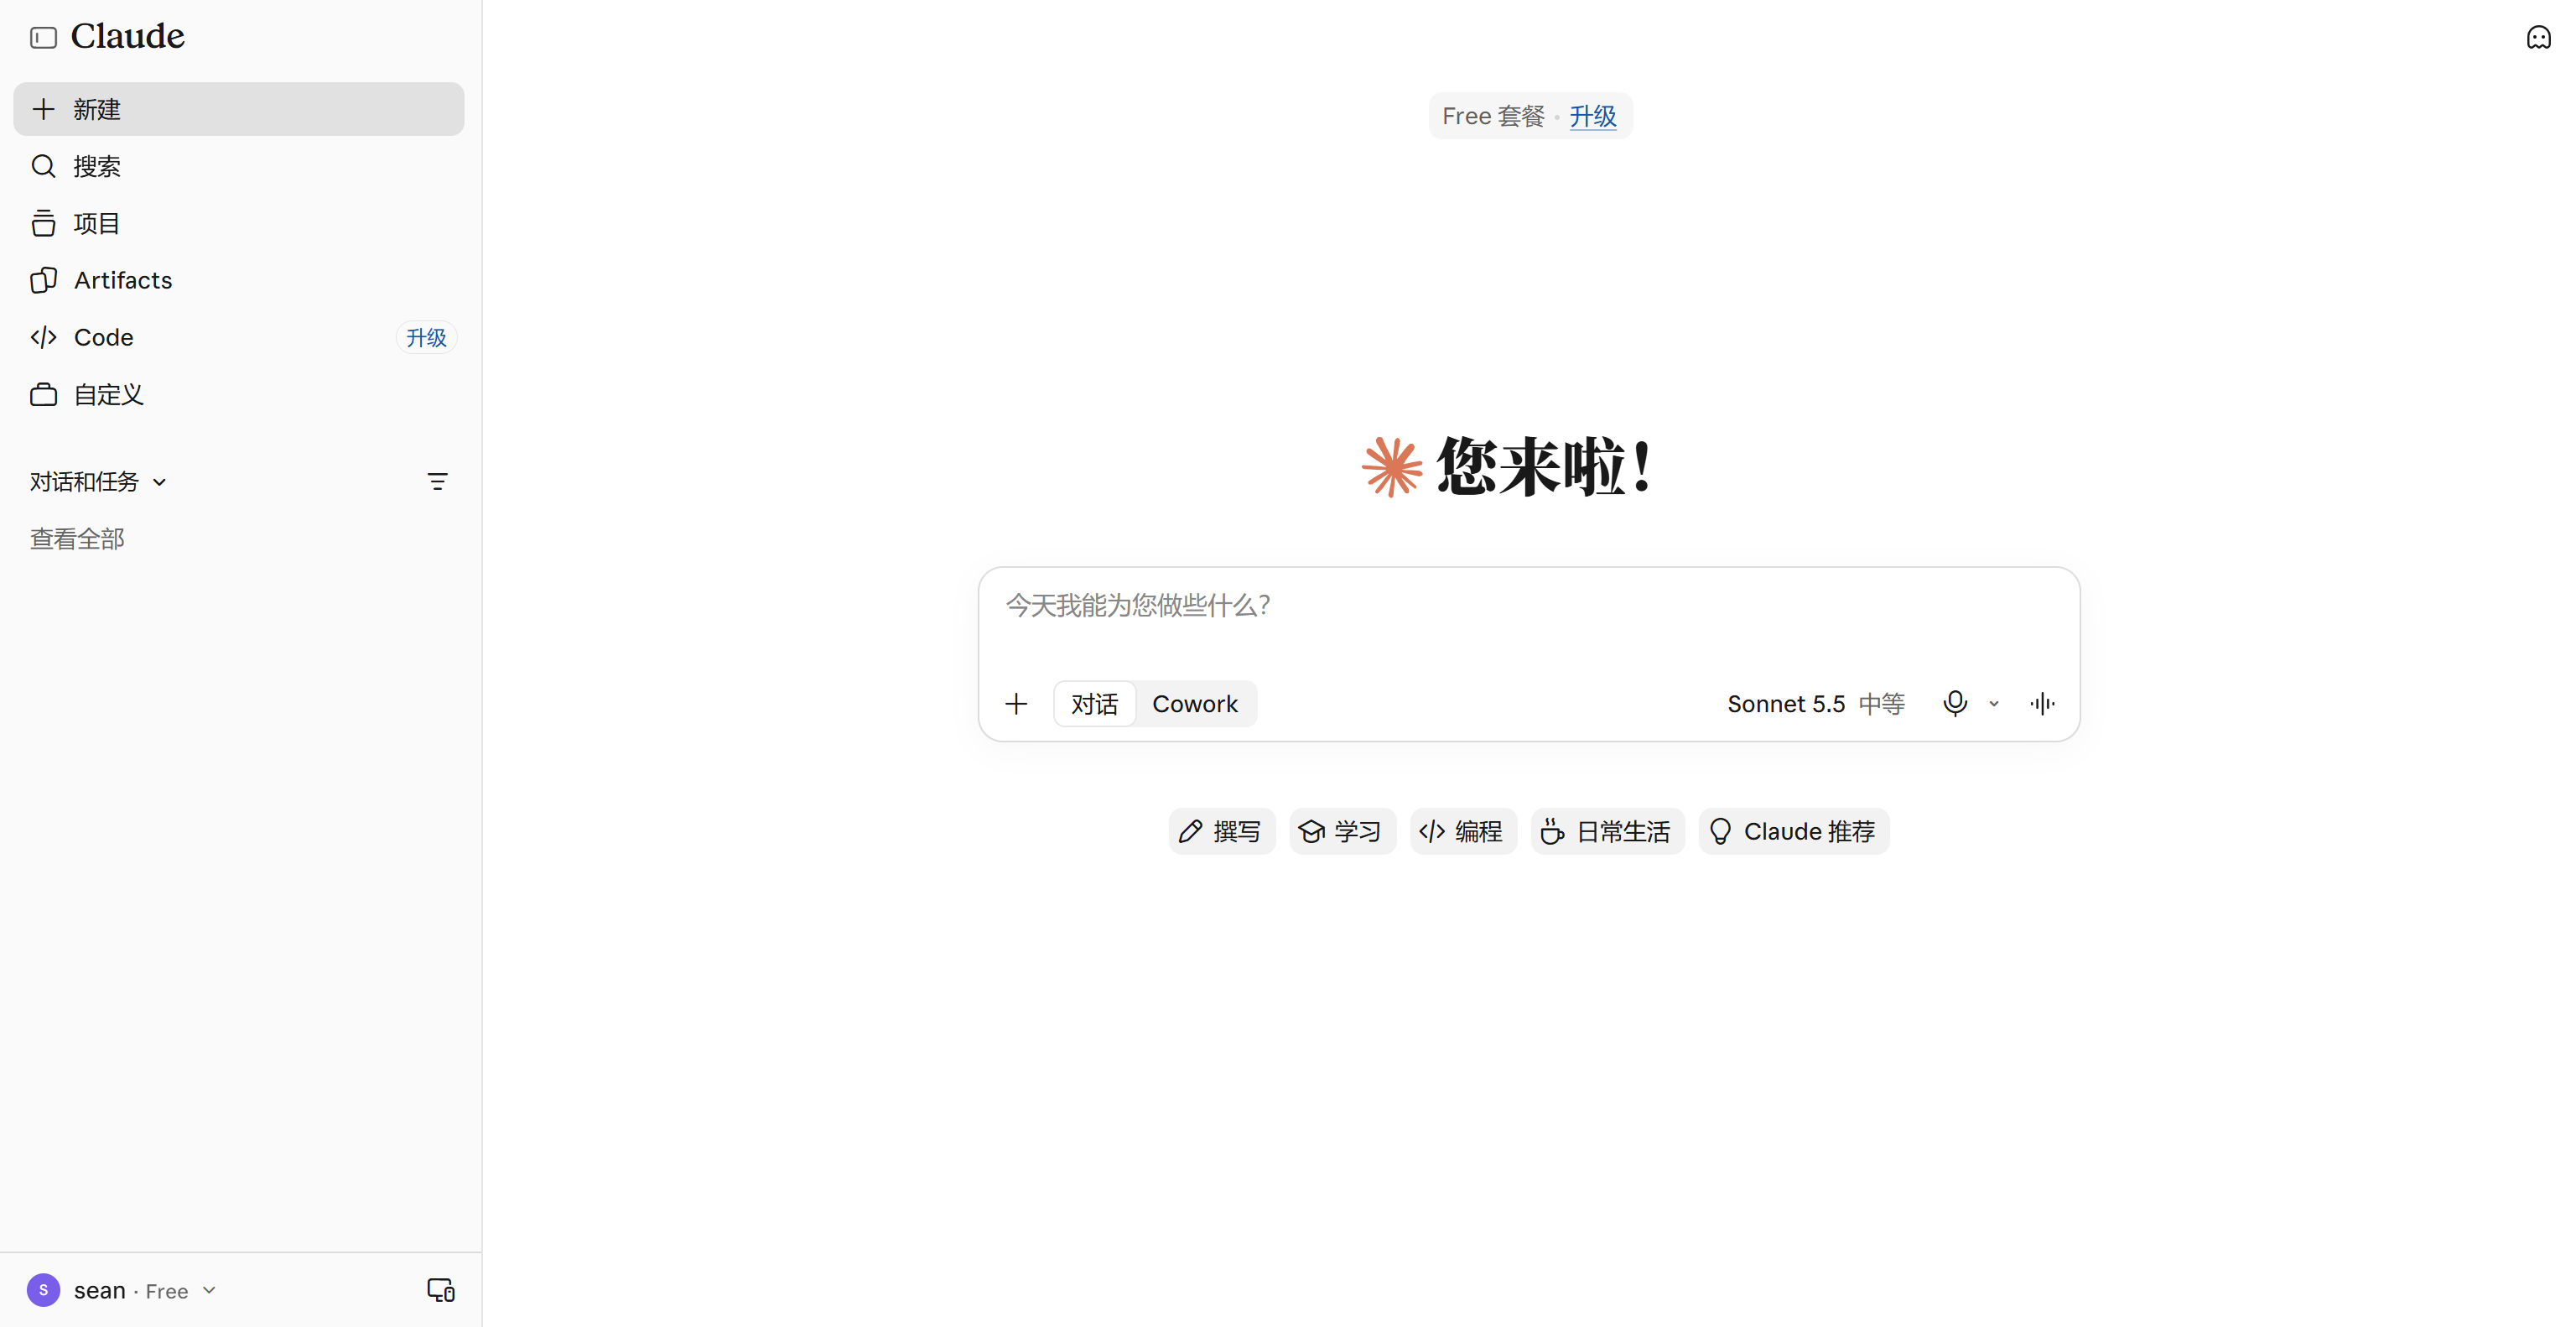 Claude
新建
搜索
项目
Artifacts
Code 升级
自定义
对话和任务
查看全部
sean · Free
S
Free 套餐 · 升级
您来啦！
今天我能为您做些什么？
对话 Cowork
Sonnet 5.5 中等
撰写 学习 编程 日常生活 Claude 推荐